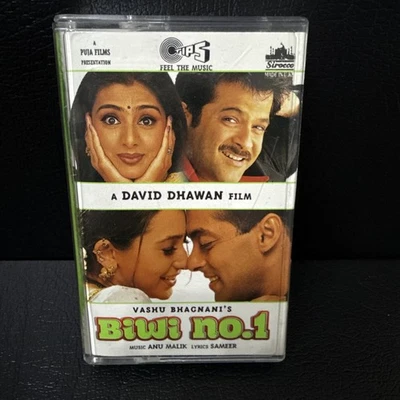 A
PUJA FILMS
PRESENTATION
TIPS
FEEL THE MUSIC
Sirocco
A DAVID DHAWAN FILM
VASHU BHAGNANI'S
BIWI NO.1
MUSIC ANU MALIK LYRICS SAMEER